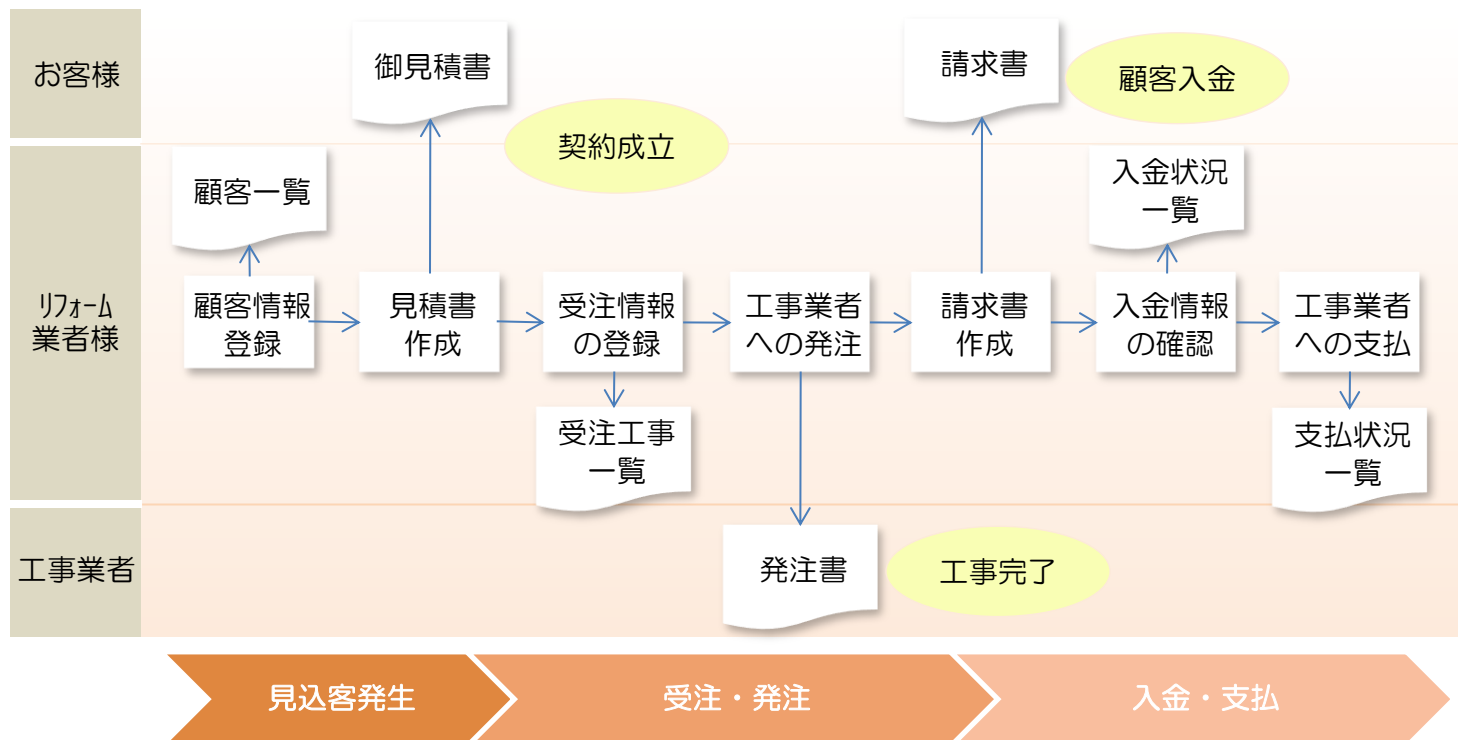 お客様
御見積書
請求書
顧客入金
契約成立
リフォーム
業者様
顧客一覧
入金状況
一覧
顧客情報
登録
見積書
作成
受注情報
の登録
工事業者
への発注
請求書
作成
入金情報
の確認
工事業者
への支払
受注工事
一覧
支払状況
一覧
工事業者
発注書
工事完了
見込客発生
受注・発注
入金・支払